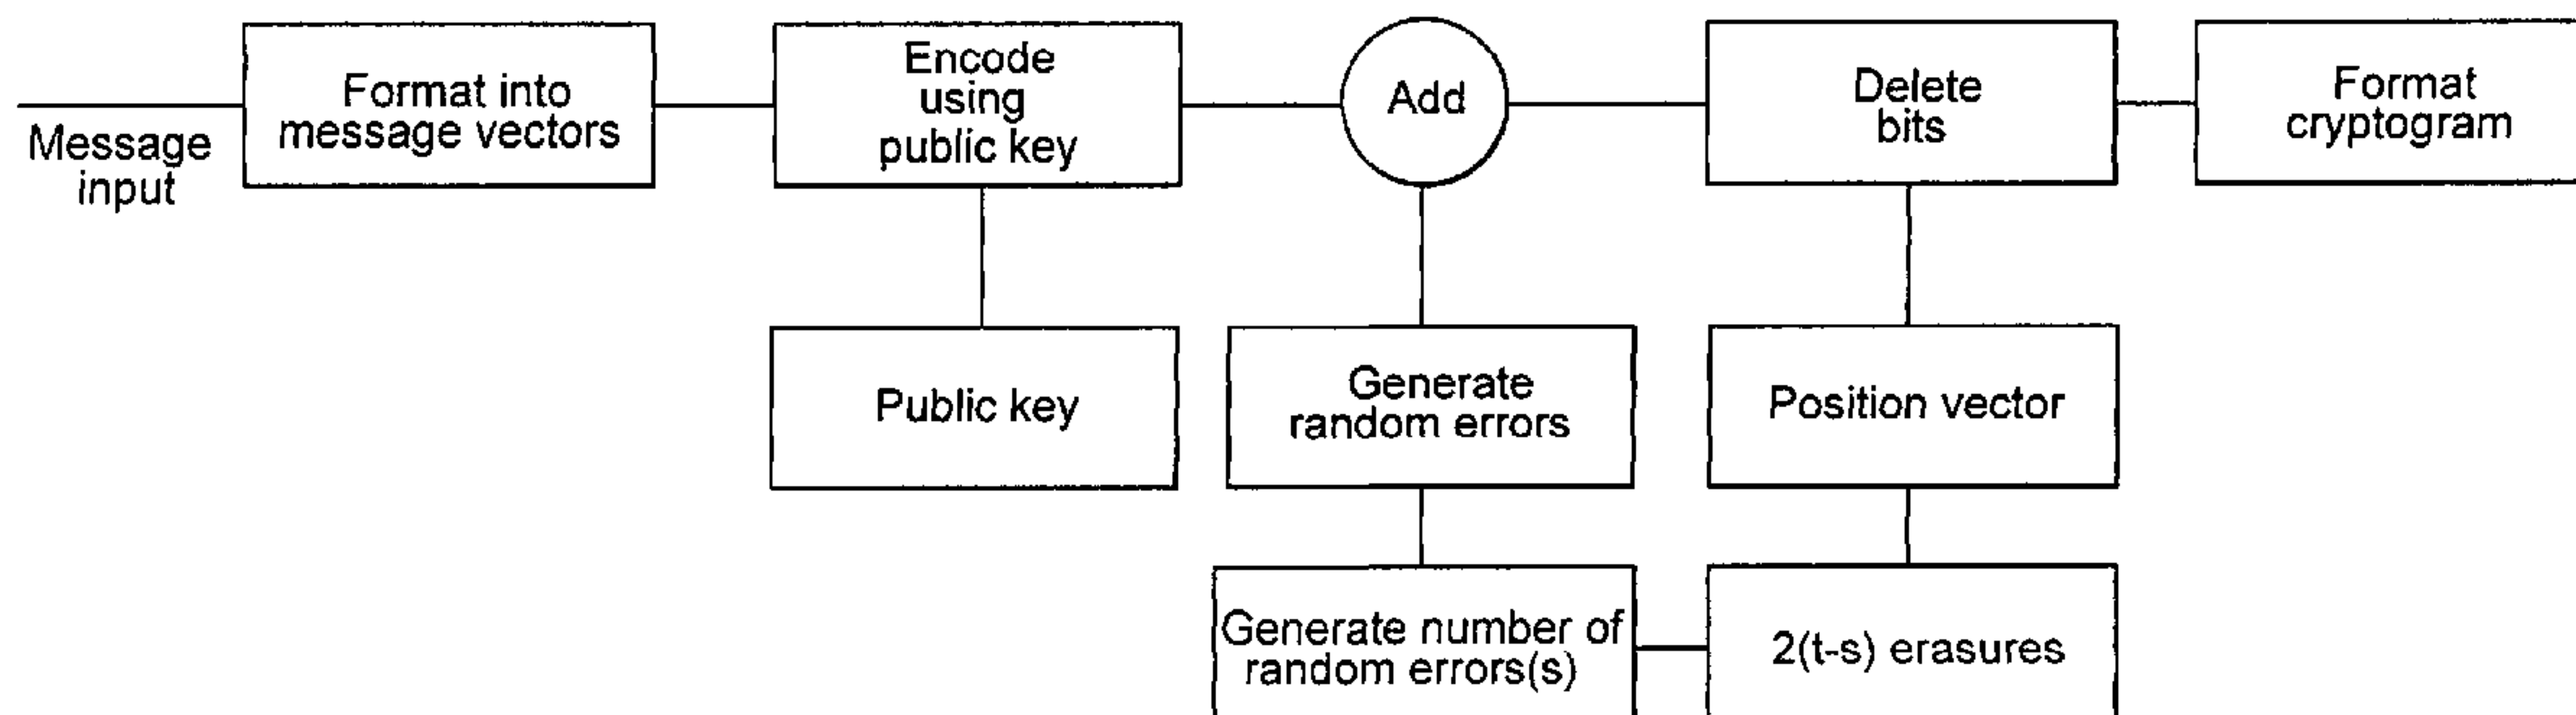 Message
input
Format into
message vectors
Encode
using
public key
Add
Delete
bits
Format
cryptogram
Public key
Generate
random errors
Position vector
Generate number of
random errors(s)
2(t-s) erasures